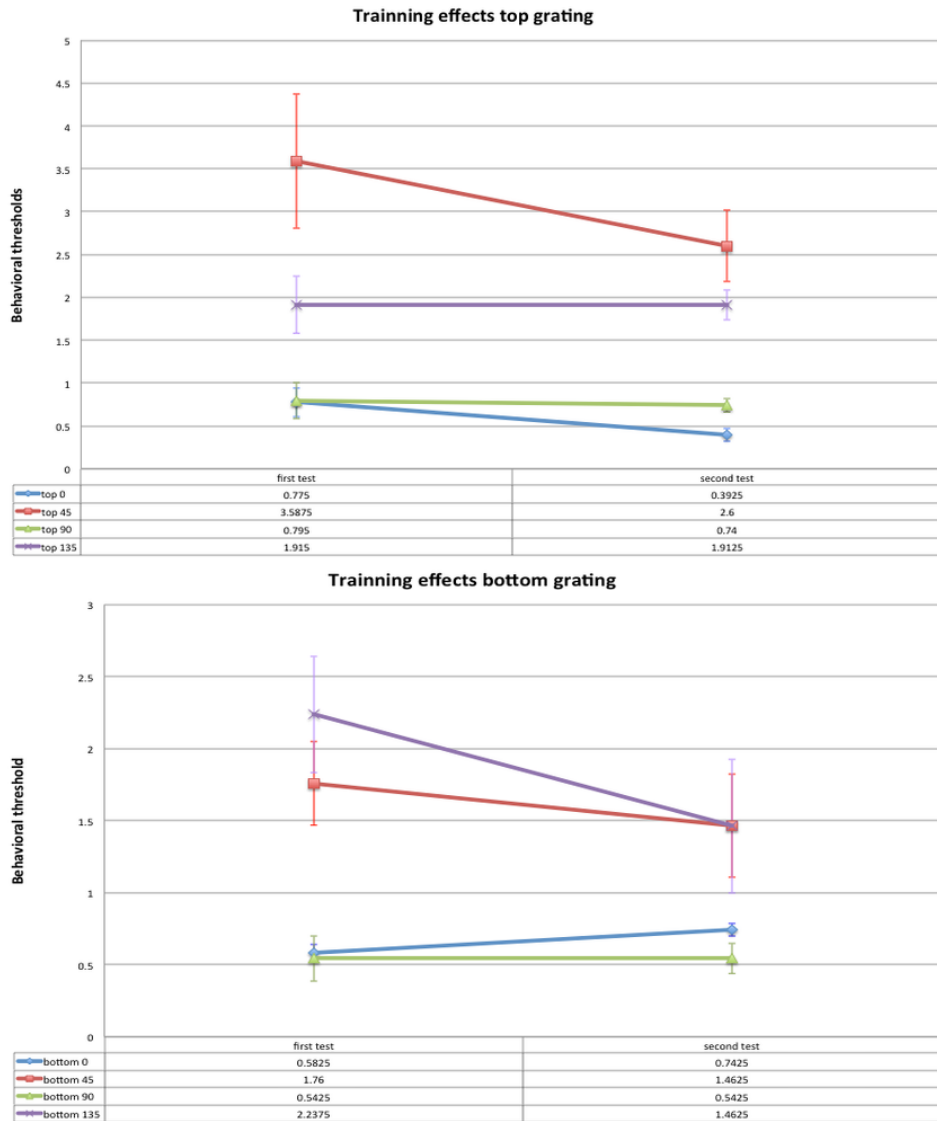 Trainning effects top grating
5
4.5
4
3.5
3
2.5
2
1.5
1
0.5
0
Behavioral thresholds
first test second test
top 0 0.775 0.3925
top 45 3.5875 2.6
top 90 0.795 0.74
top 135 1.915 1.9125
Trainning effects bottom grating
3
2.5
2
1.5
1
0.5
0
Behavioral threshold
first test second test
bottom 0 0.5825 0.7425
bottom 45 1.76 1.4625
bottom 90 0.5425 0.5425
bottom 135 2.2375 1.4625